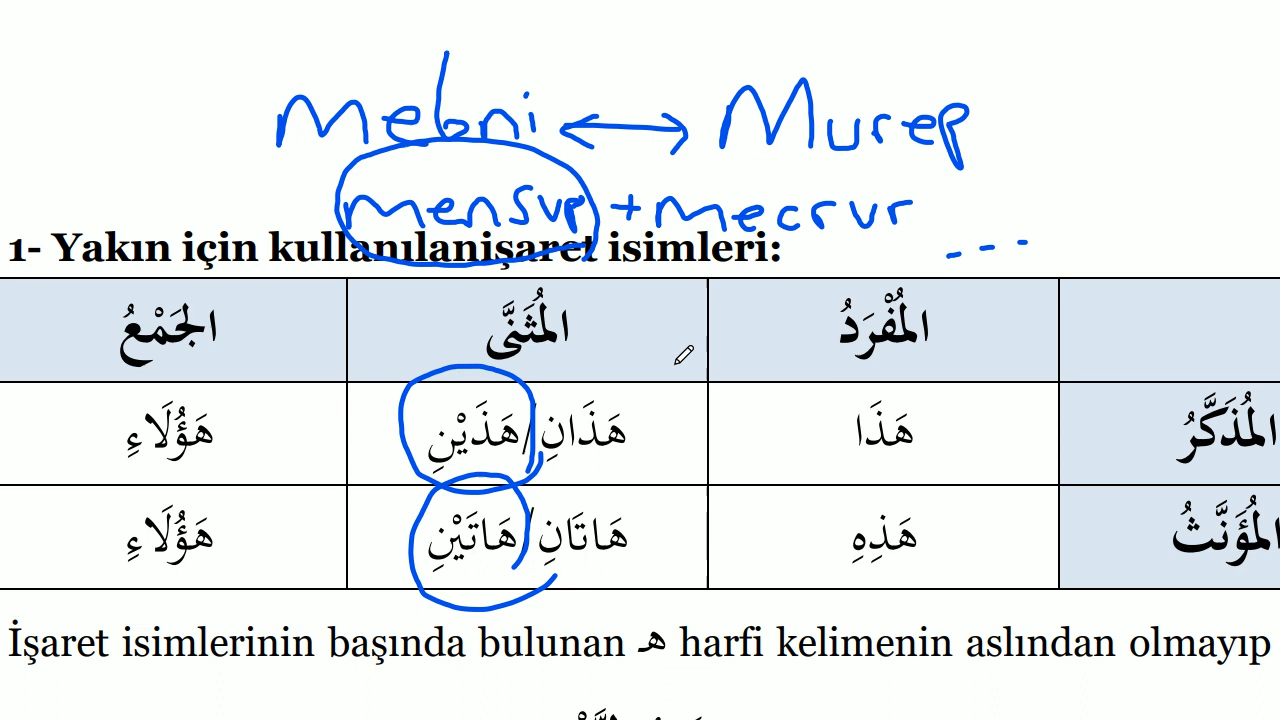 Mebni ↔ Murep
mensup + mecrur ---
1- Yakın için kullanılanişaret isimleri:
المُفْرَدُ المُثَنَّى الجَمْعُ
المُذَكَّرُ هَذَا هَذَانِ/هَذَيْنِ هَؤُلَاءِ
المُؤَنَّثُ هَذِهِ هَاتَانِ/هَاتَيْنِ هَؤُلَاءِ
İşaret isimlerinin başında bulunan هـ harfi kelimenin aslından olmayıp